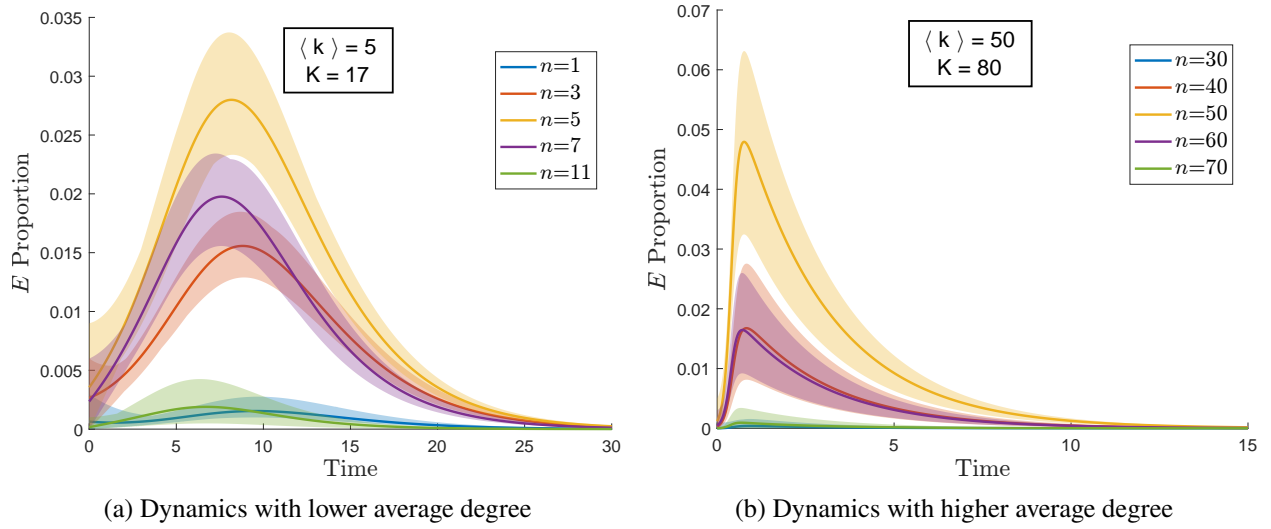 0.035
0.03
0.025
0.02
0.015
0.01
0.005
0
E Proportion
⟨ k ⟩ = 5
K = 17
n=1
n=3
n=5
n=7
n=11
0 5 10 15 20 25 30
Time
(a) Dynamics with lower average degree
0.07
0.06
0.05
0.04
0.03
0.02
0.01
0
E Proportion
⟨ k ⟩ = 50
K = 80
n=30
n=40
n=50
n=60
n=70
0 5 10 15
Time
(b) Dynamics with higher average degree